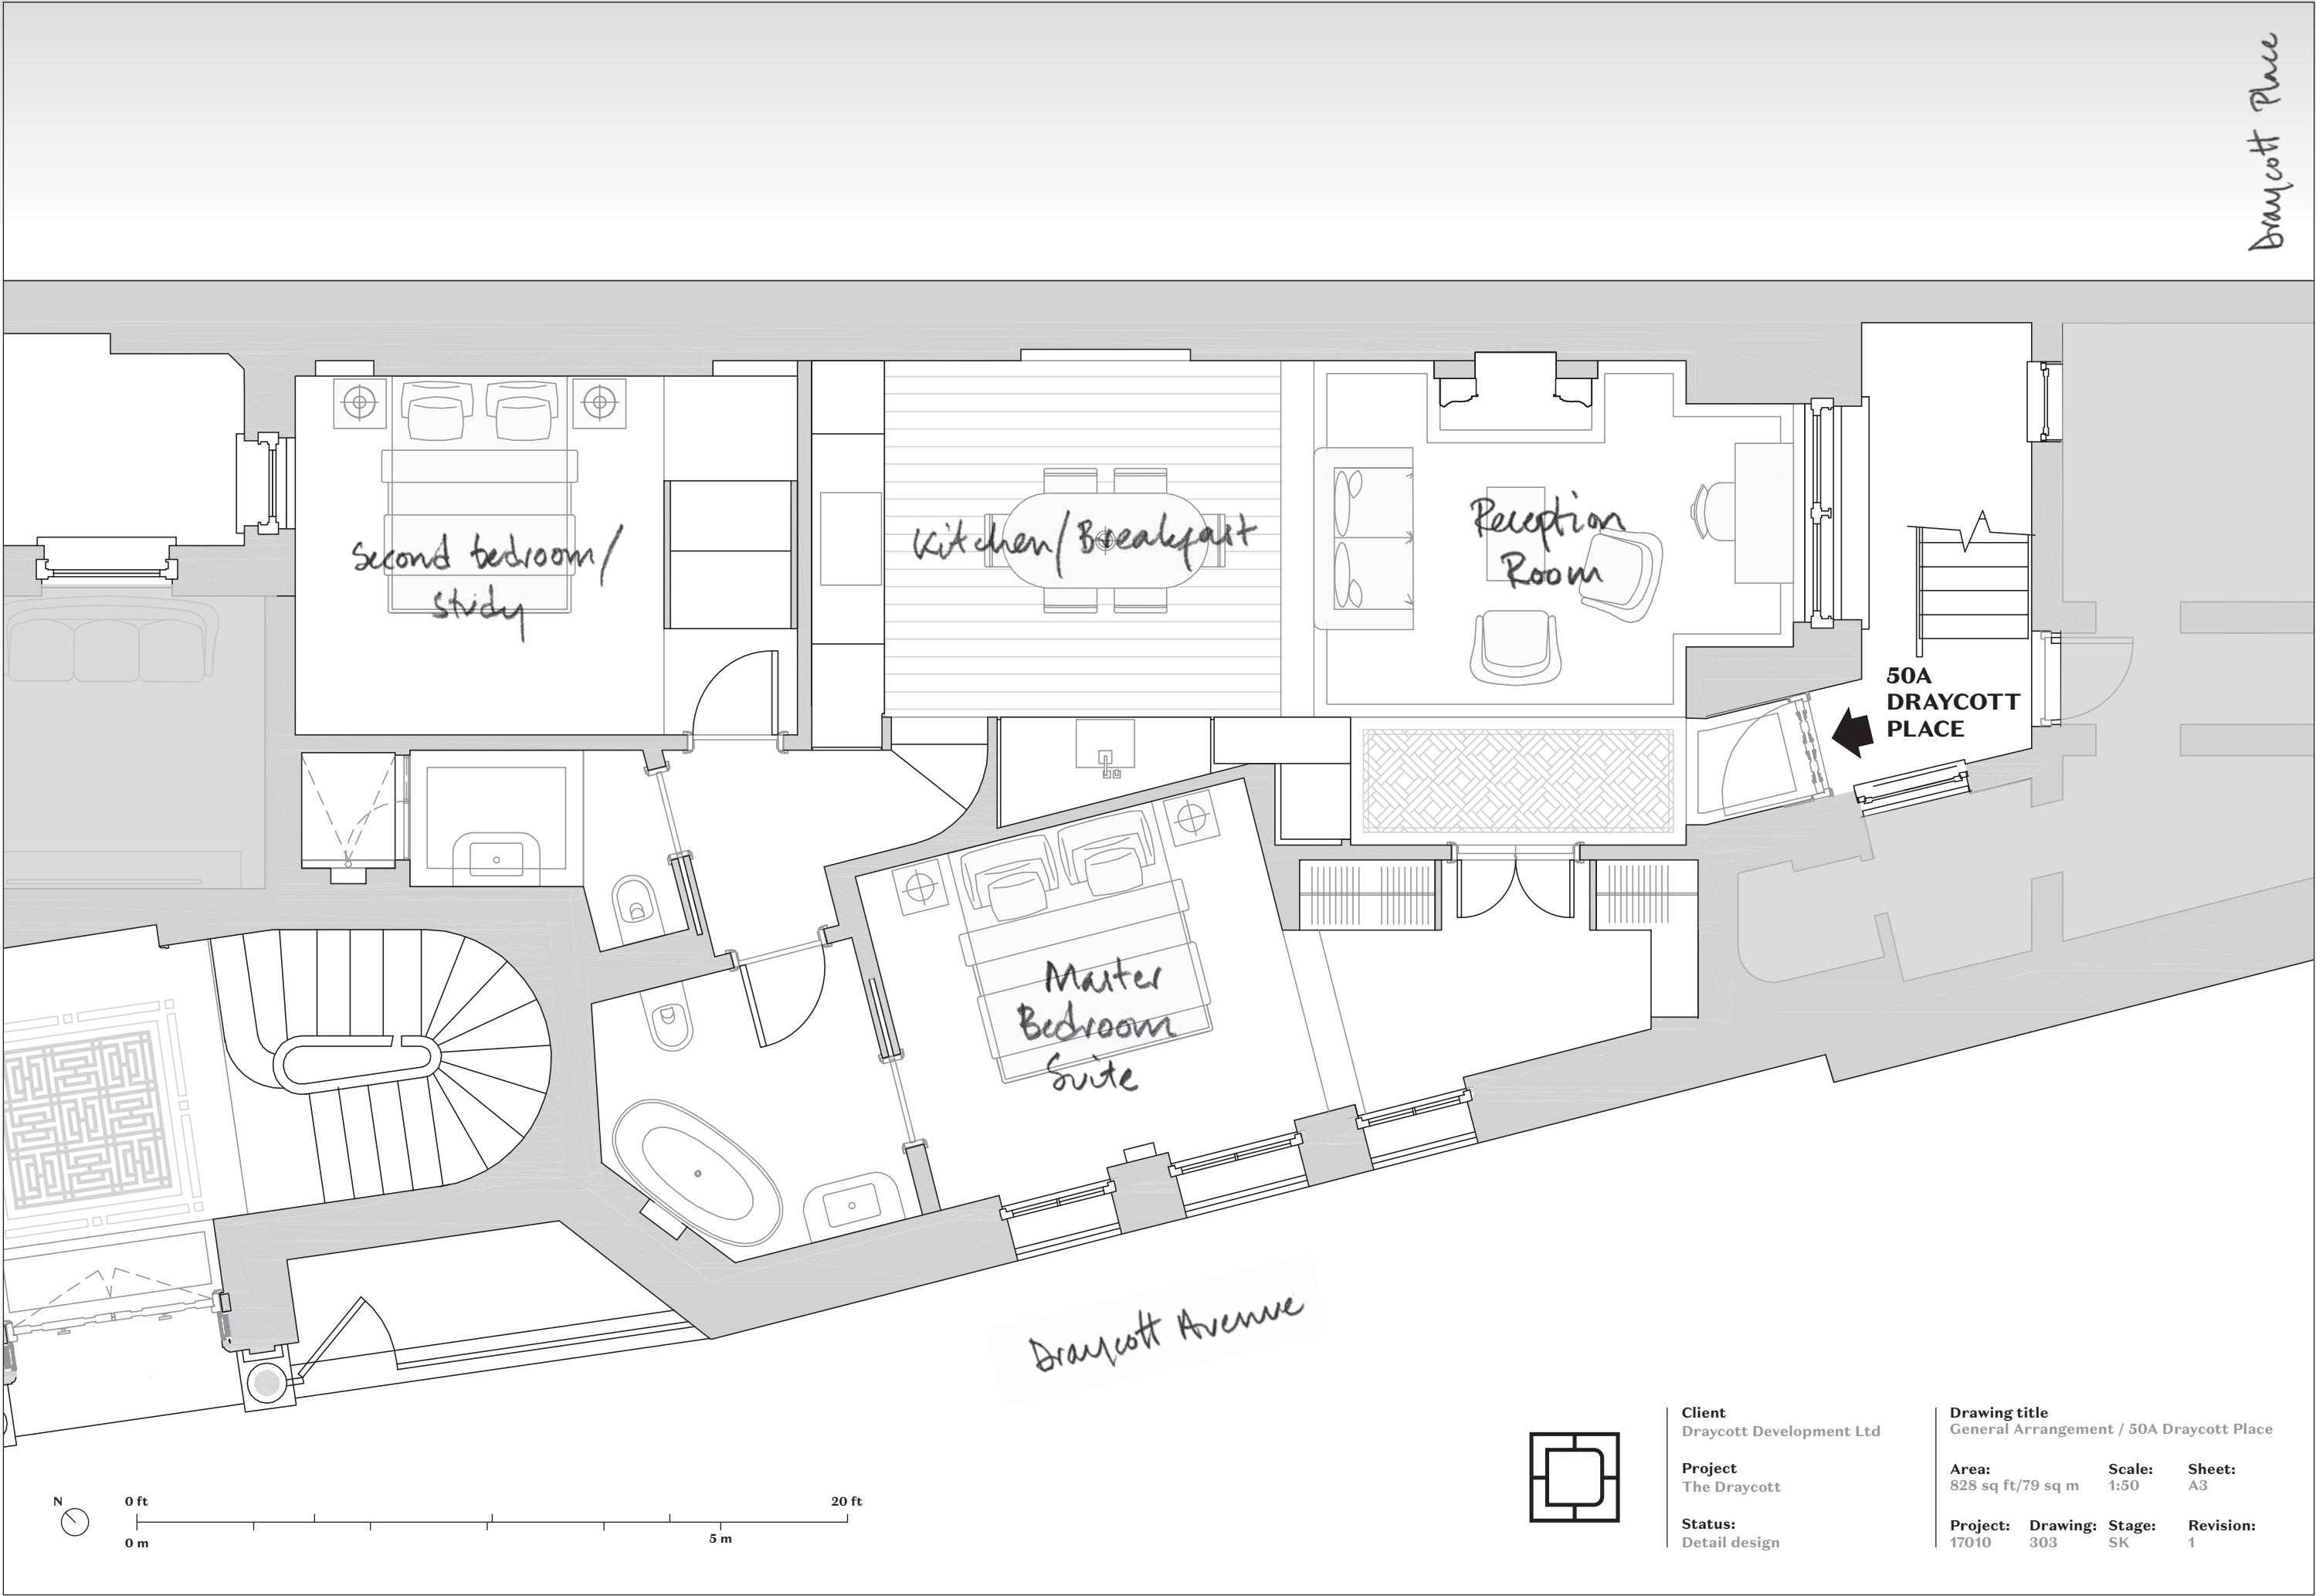 Draycott Place
Second bedroom/
Study
Kitchen/Breakfast
Reception
Room
50A
DRAYCOTT
PLACE
Master
Bedroom
Suite
Draycott Avenue
N
0 ft
20 ft
0 m
5 m
Client
Draycott Development Ltd
Project
The Draycott
Status:
Detail design
Drawing title
General Arrangement / 50A Draycott Place
Area: Scale: Sheet:
828 sq ft/79 sq m 1:50 A3
Project: Drawing: Stage: Revision:
17010 303 SK 1